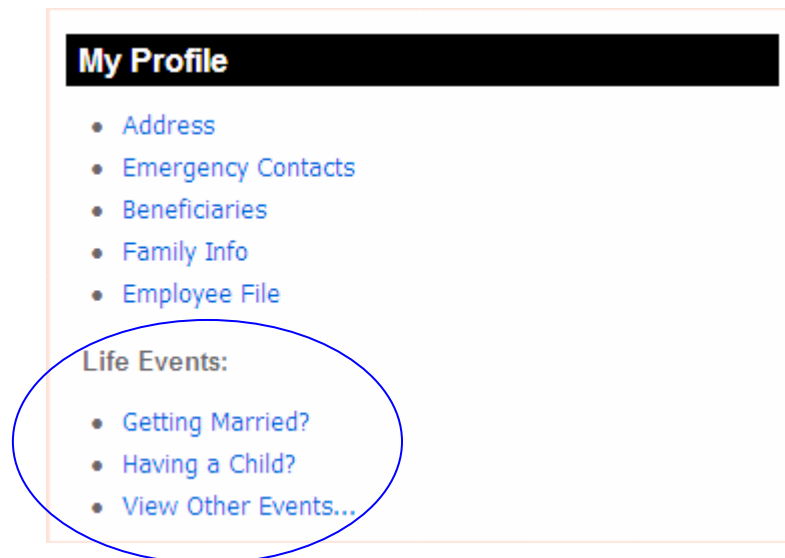 My Profile
Address
Emergency Contacts
Beneficiaries
Family Info
Employee File
Life Events:
Getting Married?
Having a Child?
View Other Events...